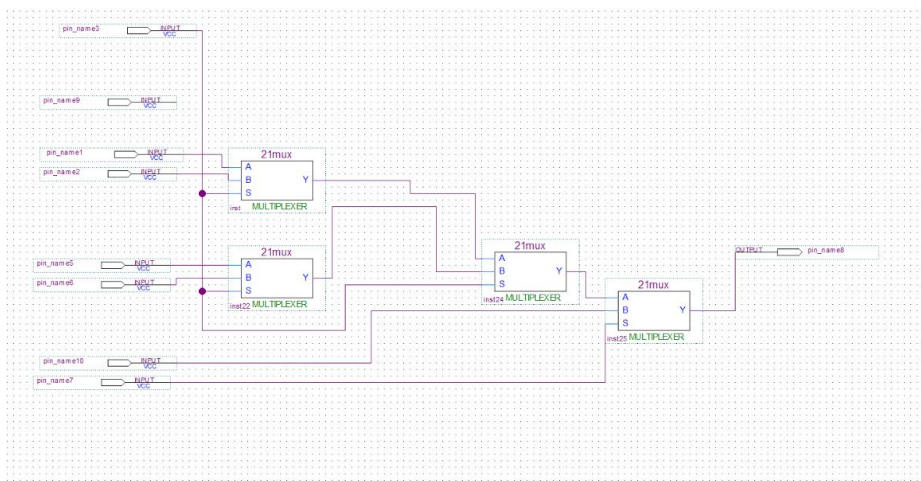 pin_name3 INPUT
VCC
pin_name9 INPUT
VCC
pin_name1 INPUT
VCC
pin_name2 INPUT
VCC
21mux
A
B Y
S
inst MULTIPLEXER
pin_name5 INPUT
VCC
pin_name6 INPUT
VCC
21mux
A
B Y
S
inst22 MULTIPLEXER
21mux
A
B Y
S
inst24 MULTIPLEXER
OUTPUT pin_name8
21mux
A
B Y
S
inst25 MULTIPLEXER
pin_name10 INPUT
VCC
pin_name7 INPUT
VCC